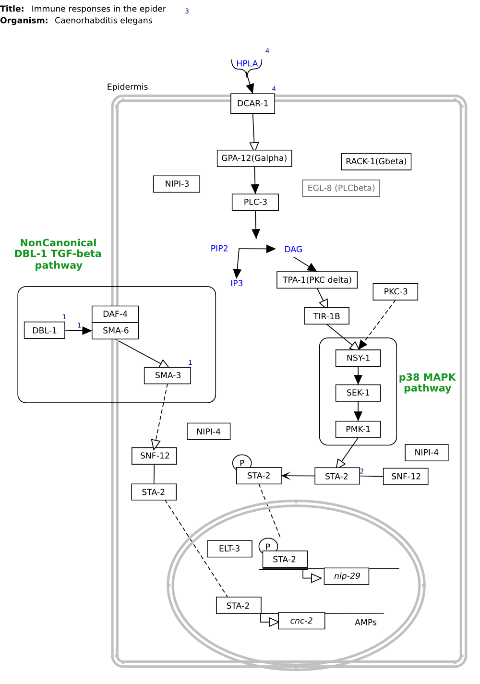 Title: Immune responses in the epider
3
Organism: Caenorhabditis elegans
4
HPLA
4
Epidermis
DCAR-1
GPA-12(Galpha)
RACK-1(Gbeta)
NIPI-3
EGL-8 (PLCbeta)
PLC-3
NonCanonical
DBL-1 TGF-beta
pathway
PIP2
DAG
IP3
TPA-1(PKC delta)
PKC-3
TIR-1B
DAF-4
1
DBL-1
1
SMA-6
NSY-1
1
SMA-3
p38 MAPK
pathway
SEK-1
PMK-1
NIPI-4
NIPI-4
SNF-12
P
STA-2
STA-2
2
SNF-12
STA-2
ELT-3
P
STA-2
nlp-29
STA-2
cnc-2
AMPs